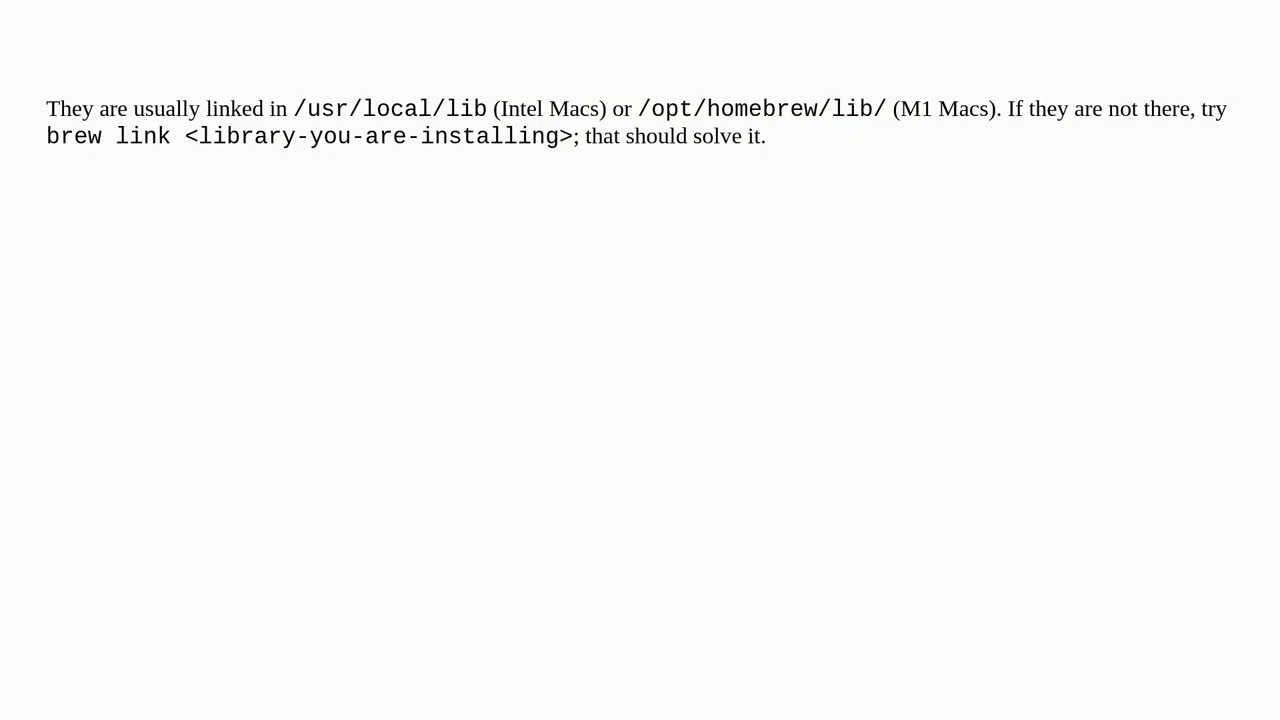 They are usually linked in /usr/local/lib (Intel Macs) or /opt/homebrew/lib/ (M1 Macs). If they are not there, try
brew link <library-you-are-installing>; that should solve it.